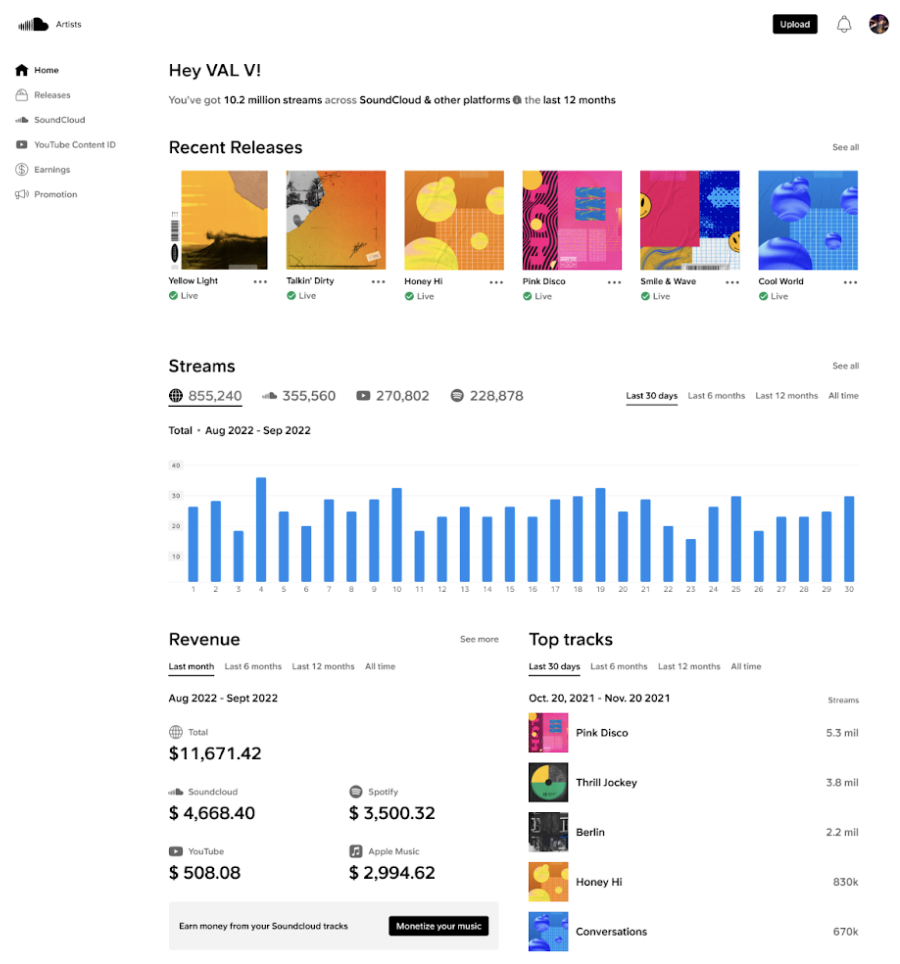 Artists
Upload
Home
Releases
SoundCloud
YouTube Content ID
Earnings
Promotion
Hey VAL V!
You've got 10.2 million streams across SoundCloud & other platforms the last 12 months
Recent Releases
See all
Yellow Light
Live
Talkin' Dirty
Live
Honey Hi
Live
Pink Disco
Live
Smile & Wave
Live
Cool World
Live
Streams
See all
855,240 355,560 270,802 228,878
Last 30 days Last 6 months Last 12 months All time
Total • Aug 2022 - Sep 2022
40
30
20
10
1 2 3 4 5 6 7 8 9 10 11 12 13 14 15 16 17 18 19 20 21 22 23 24 25 26 27 28 29 30
Revenue
See more
Last month Last 6 months Last 12 months All time
Aug 2022 - Sept 2022
Total
$11,671.42
Soundcloud
$ 4,668.40
Spotify
$ 3,500.32
YouTube
$ 508.08
Apple Music
$ 2,994.62
Earn money from your Soundcloud tracks
Monetize your music
Top tracks
Last 30 days Last 6 months Last 12 months All time
Oct. 20, 2021 - Nov. 20 2021
Streams
Pink Disco 5.3 mil
Thrill Jockey 3.8 mil
Berlin 2.2 mil
Honey Hi 830k
Conversations 670k